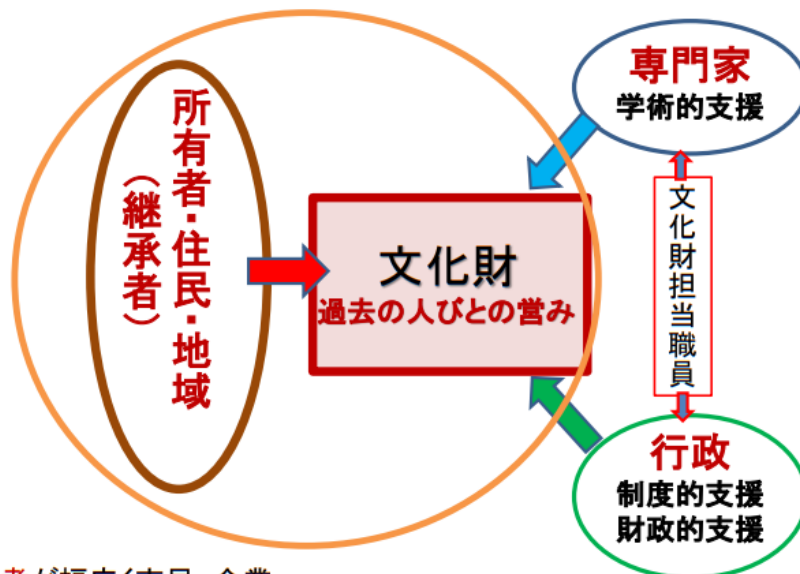 所有者・住民・地域
（継承者）
文化財
過去の人びとの営み
専門家
学術的支援
文化財担当職員
行政
制度的支援
財政的支援